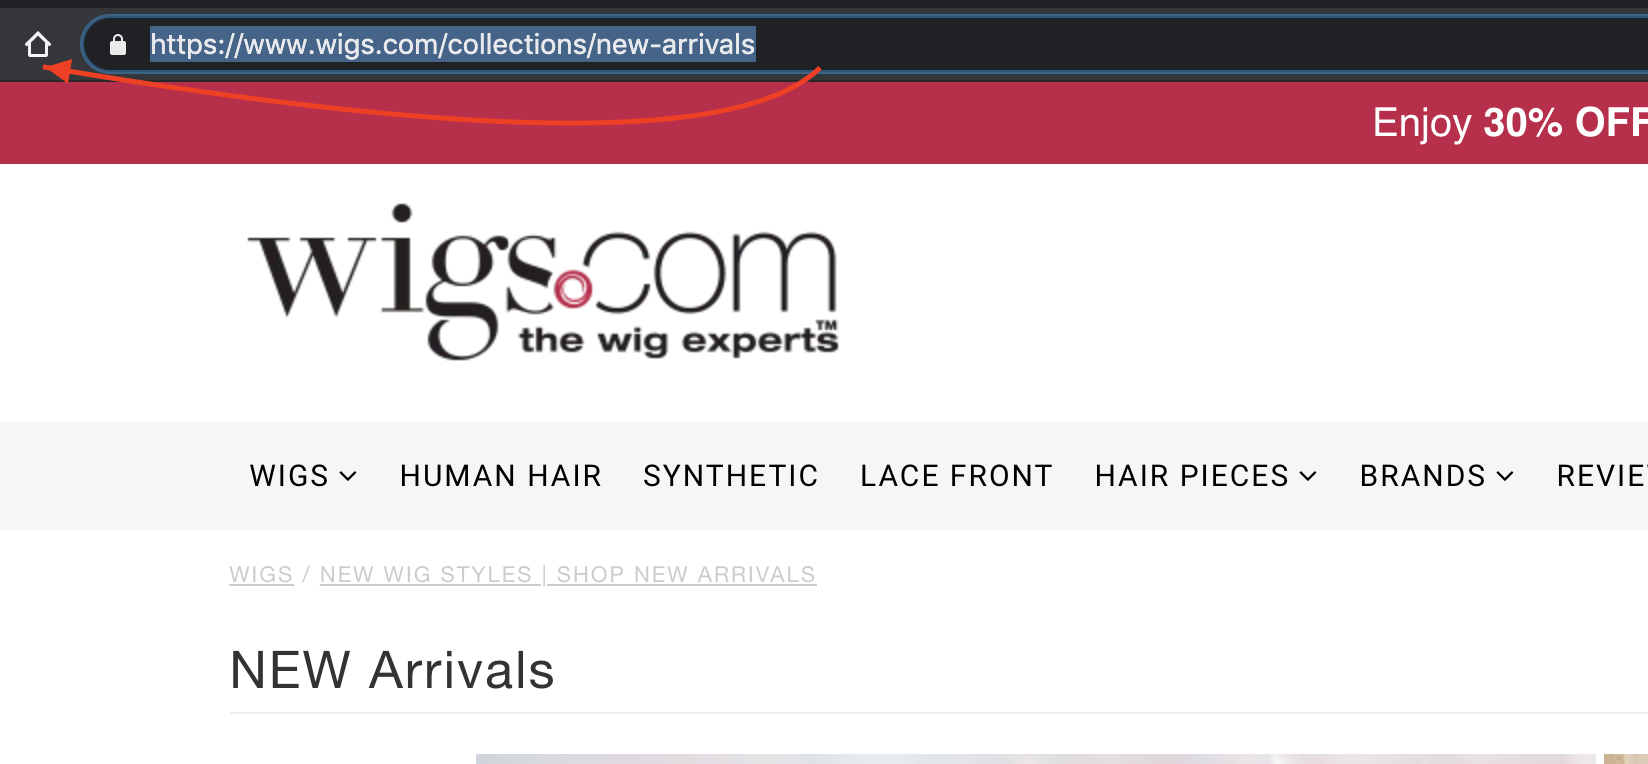 https://www.wigs.com/collections/new-arrivals
Enjoy 30% OFF
wigs.com
the wig experts™
WIGS HUMAN HAIR SYNTHETIC LACE FRONT HAIR PIECES BRANDS REVIE
WIGS / NEW WIG STYLES | SHOP NEW ARRIVALS
NEW Arrivals